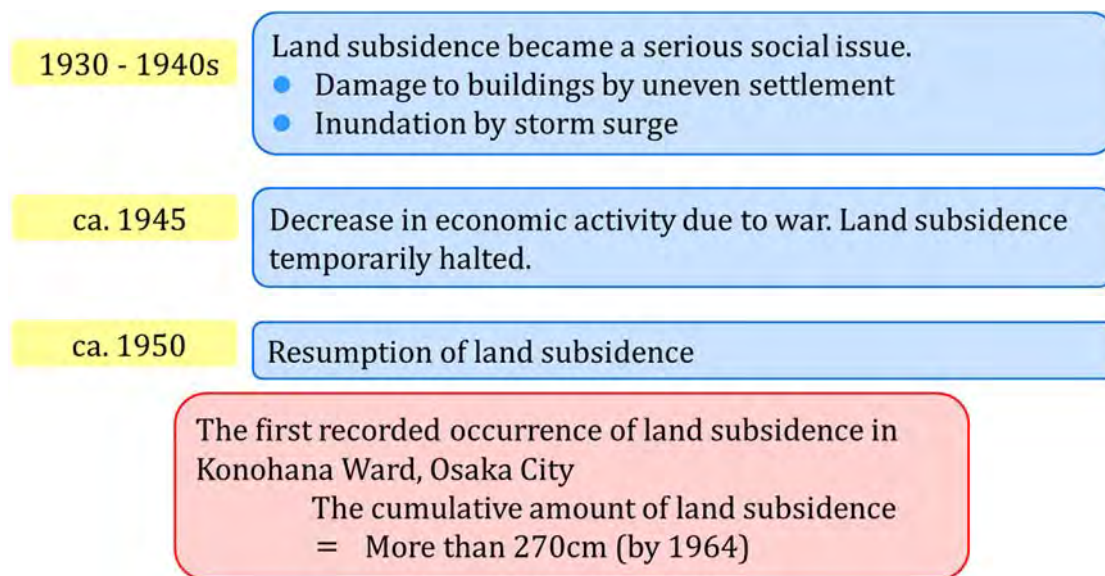 1930 - 1940s
Land subsidence became a serious social issue.
● Damage to buildings by uneven settlement
● Inundation by storm surge
ca. 1945
Decrease in economic activity due to war. Land subsidence
temporarily halted.
ca. 1950
Resumption of land subsidence
The first recorded occurrence of land subsidence in
Konohana Ward, Osaka City
The cumulative amount of land subsidence
= More than 270cm (by 1964)